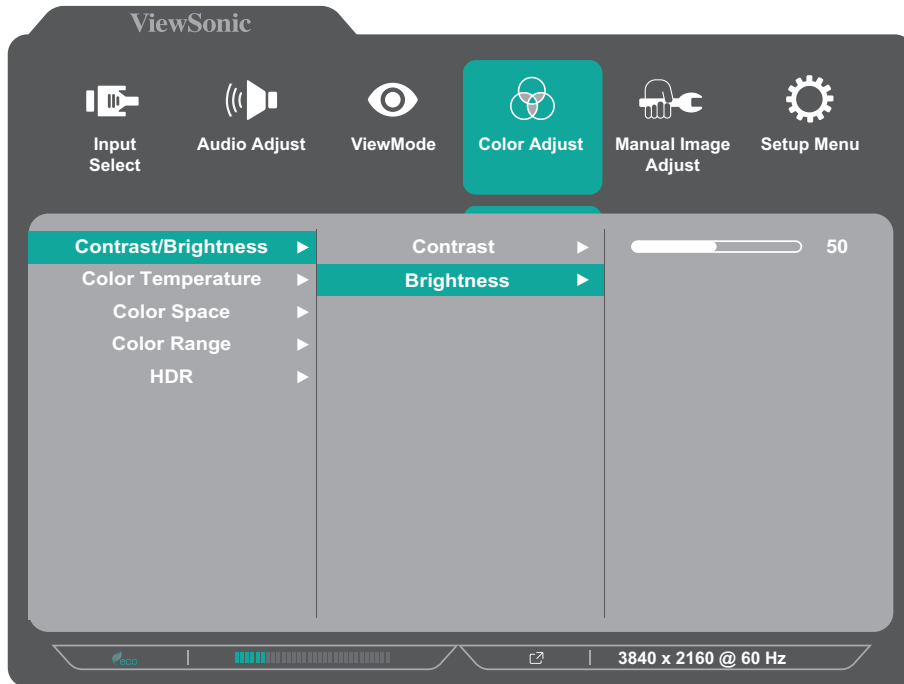 ViewSonic
Input Select
Audio Adjust
ViewMode
Color Adjust
Manual Image Adjust
Setup Menu
Contrast/Brightness
Contrast
50
Color Temperature
Brightness
Color Space
Color Range
HDR
eco
3840 x 2160 @ 60 Hz